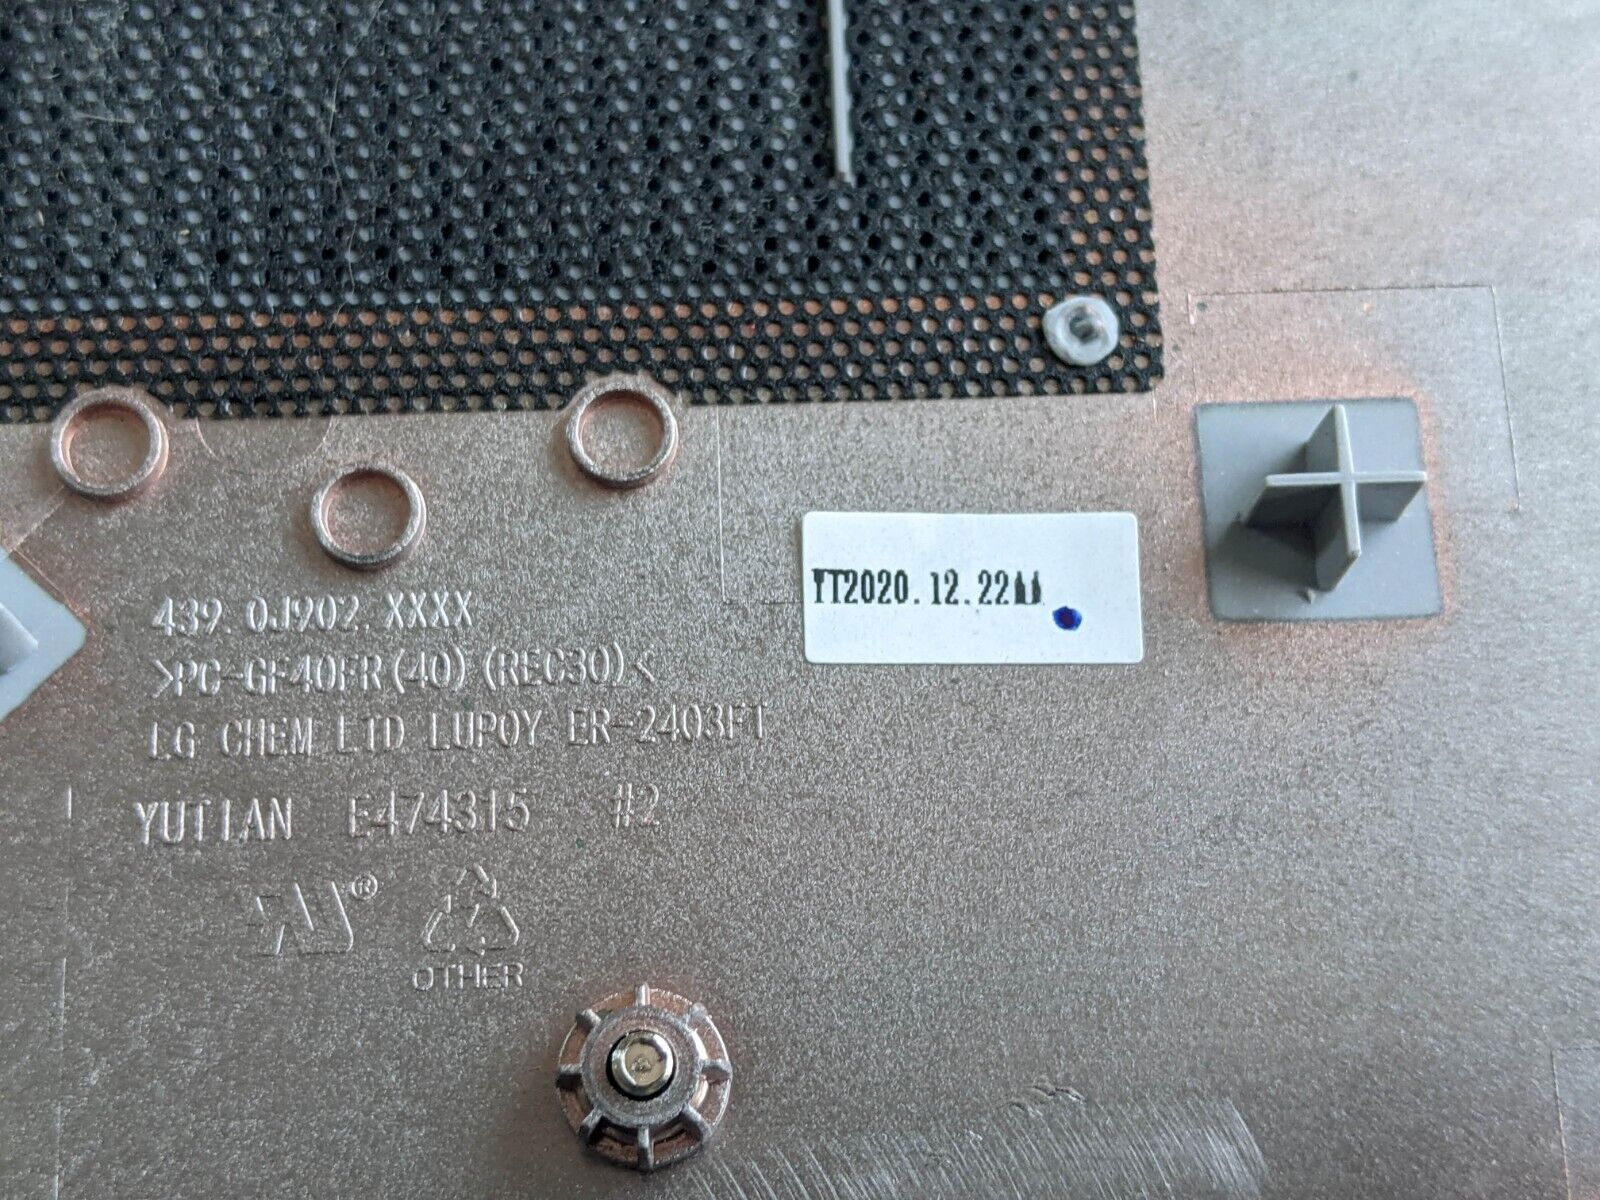 439.0J902.XXXX
>PC-GF40FR(40)(REC30)<
LG CHEM LTD LUPOY ER-2403FT
YUTIAN E474315 #2
®
OTHER
7
YT2020.12.22